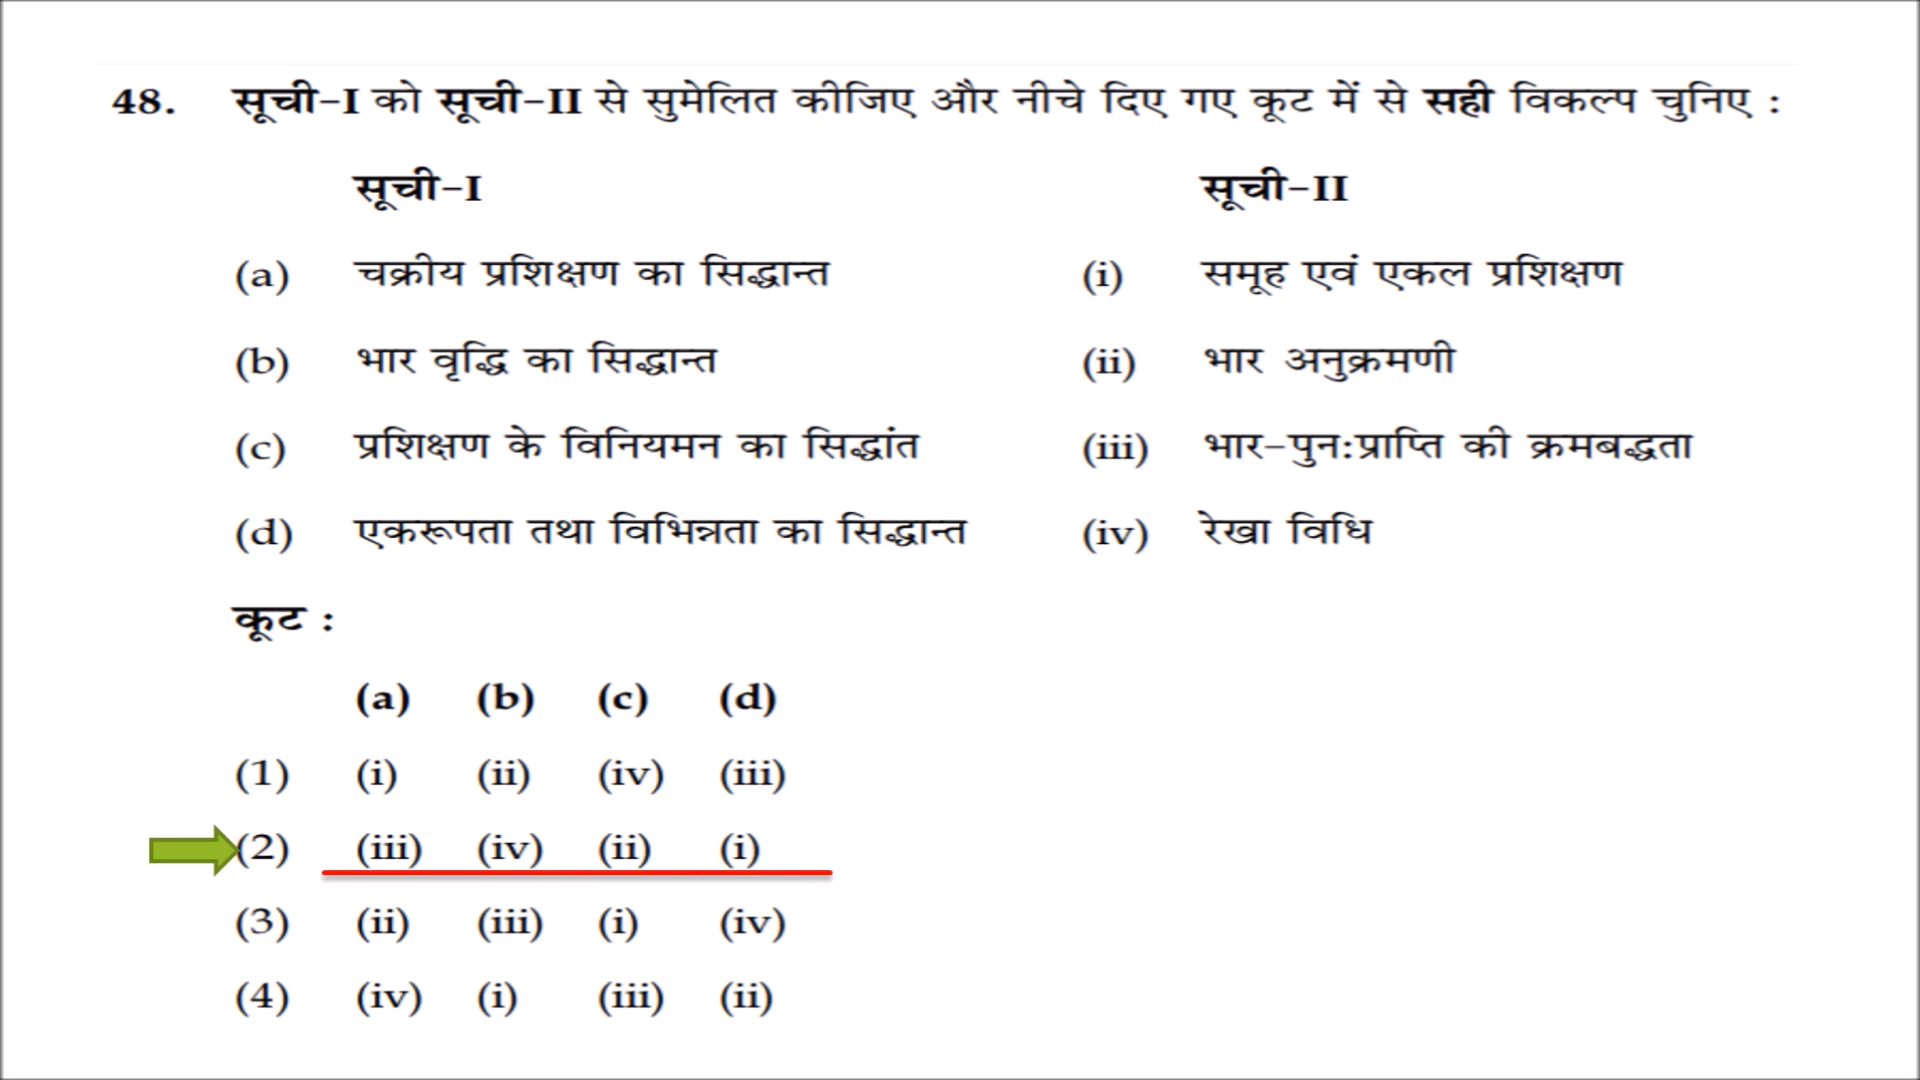 48. सूची-I को सूची-II से सुमेलित कीजिए और नीचे दिए गए कूट में से सही विकल्प चुनिए :
सूची-I सूची-II
(a) चक्रीय प्रशिक्षण का सिद्धान्त (i) समूह एवं एकल प्रशिक्षण
(b) भार वृद्धि का सिद्धान्त (ii) भार अनुक्रमणी
(c) प्रशिक्षण के विनियमन का सिद्धांत (iii) भार-पुन:प्राप्ति की क्रमबद्धता
(d) एकरूपता तथा विभिन्नता का सिद्धान्त (iv) रेखा विधि
कूट :
(a) (b) (c) (d)
(1) (i) (ii) (iv) (iii)
(2) (iii) (iv) (ii) (i)
(3) (ii) (iii) (i) (iv)
(4) (iv) (i) (iii) (ii)